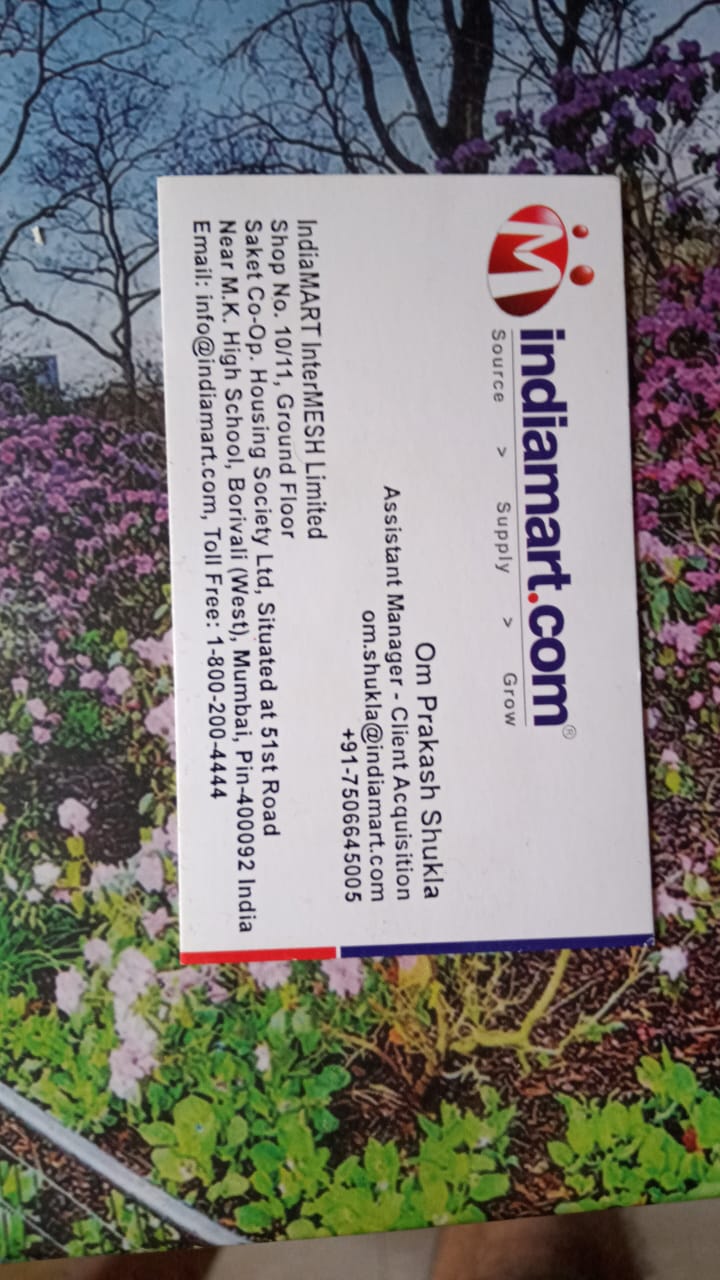 indiamart.com®
Source > Supply > Grow
Om Prakash Shukla
Assistant Manager - Client Acquisition
om.shukla@indiamart.com
+91-7506645005
IndiaMART InterMESH Limited
Shop No. 10/11, Ground Floor
Saket Co-Op. Housing Society Ltd, Situated at 51st Road
Near M.K. High School, Borivali (West), Mumbai, Pin-400092 India
Email: info@indiamart.com, Toll Free: 1-800-200-4444